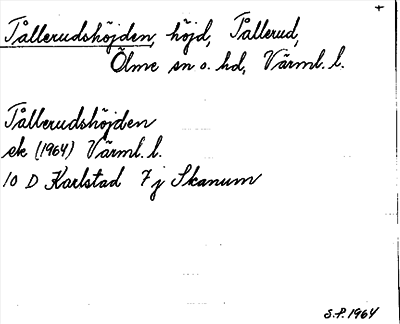 +
Tållerudshöjden, höjd, Tållerud,
Ölme sn o. hd, Värml. l.
Tållerudshöjden
ek (1964) Värml. l.
10 D Karlstad 7 j Skanum
S.P. 1964